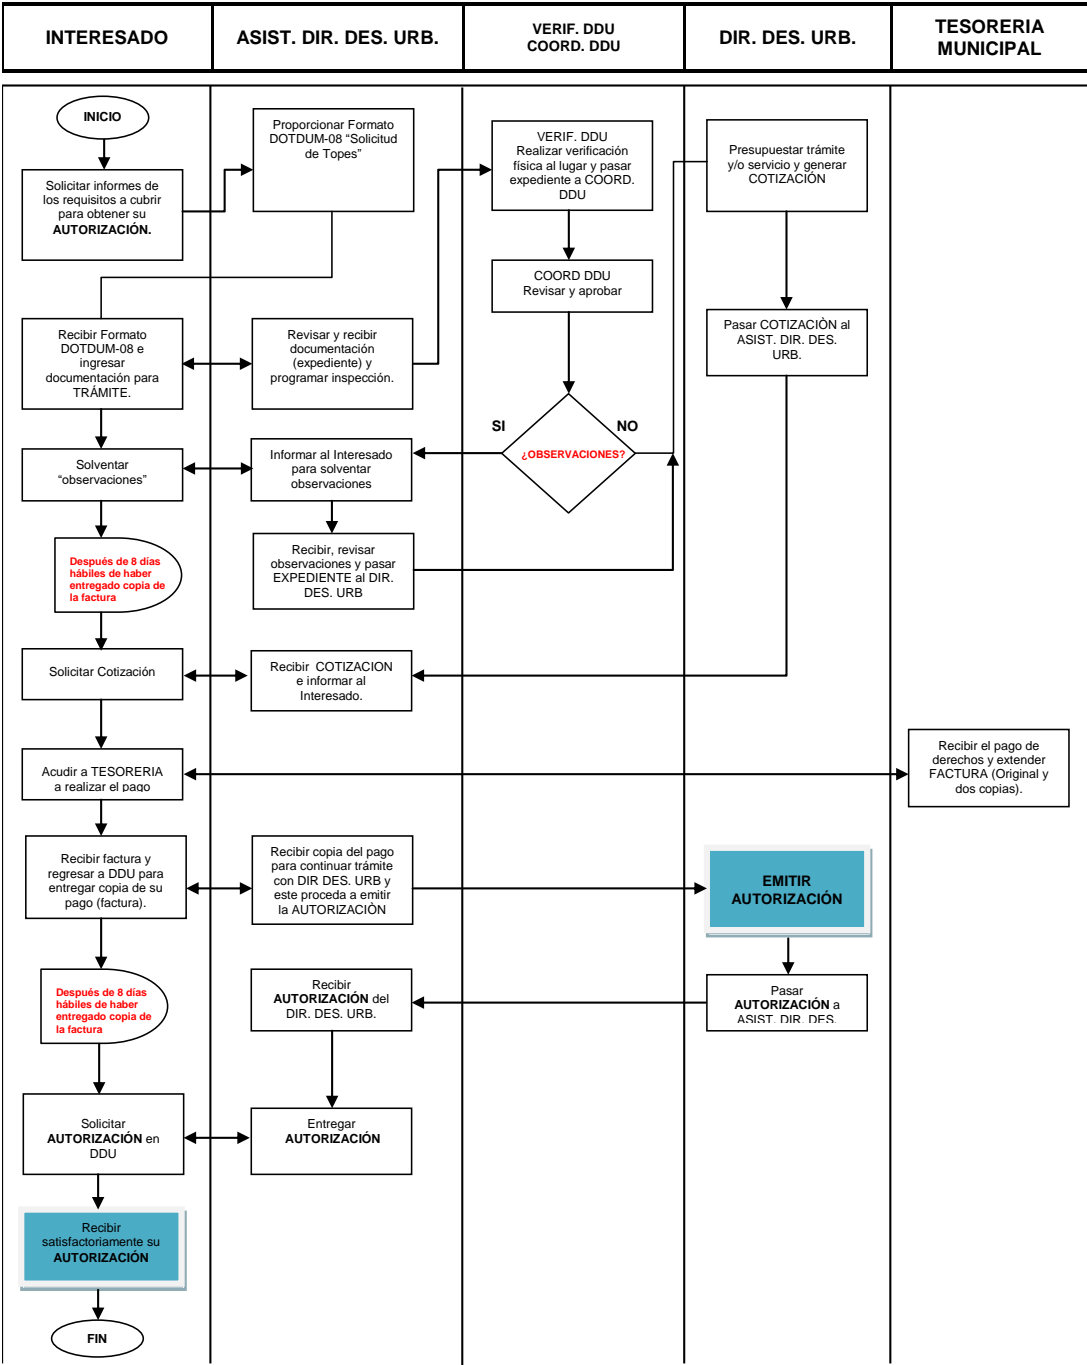 INTERESADO
ASIST. DIR. DES. URB.
VERIF. DDU
COORD. DDU
DIR. DES. URB.
TESORERIA
MUNICIPAL
INICIO
Solicitar informes de
los requisitos a cubrir
para obtener su
AUTORIZACIÓN.
Proporcionar Formato
DOTDUM-08 “Solicitud
de Topes”
VERIF. DDU
Realizar verificación
física al lugar y pasar
expediente a COORD.
DDU
Presupuestar trámite
y/o servicio y generar
COTIZACIÓN
COORD DDU
Revisar y aprobar
Recibir Formato
DOTDUM-08 e
ingresar
documentación para
TRÁMITE.
Revisar y recibir
documentación
(expediente) y
programar inspección.
Pasar COTIZACIÒN al
ASIST. DIR. DES.
URB.
SI
NO
¿OBSERVACIONES?
Solventar
“observaciones”
Informar al Interesado
para solventar
observaciones
Recibir, revisar
observaciones y pasar
EXPEDIENTE al DIR.
DES. URB
Después de 8 días
hábiles de haber
entregado copia de
la factura
Solicitar Cotización
Recibir COTIZACION
e informar al
Interesado.
Acudir a TESORERIA
a realizar el pago
Recibir el pago de
derechos y extender
FACTURA (Original y
dos copias).
Recibir factura y
regresar a DDU para
entregar copia de su
pago (factura).
Recibir copia del pago
para continuar trámite
con DIR DES. URB y
este proceda a emitir
la AUTORIZACIÒN
EMITIR
AUTORIZACIÓN
Después de 8 días
hábiles de haber
entregado copia de
la factura
Recibir
AUTORIZACIÓN del
DIR. DES. URB.
Pasar
AUTORIZACIÓN a
ASIST. DIR. DES.
Solicitar
AUTORIZACIÓN en
DDU
Entregar
AUTORIZACIÓN
Recibir
satisfactoriamente su
AUTORIZACIÓN
FIN